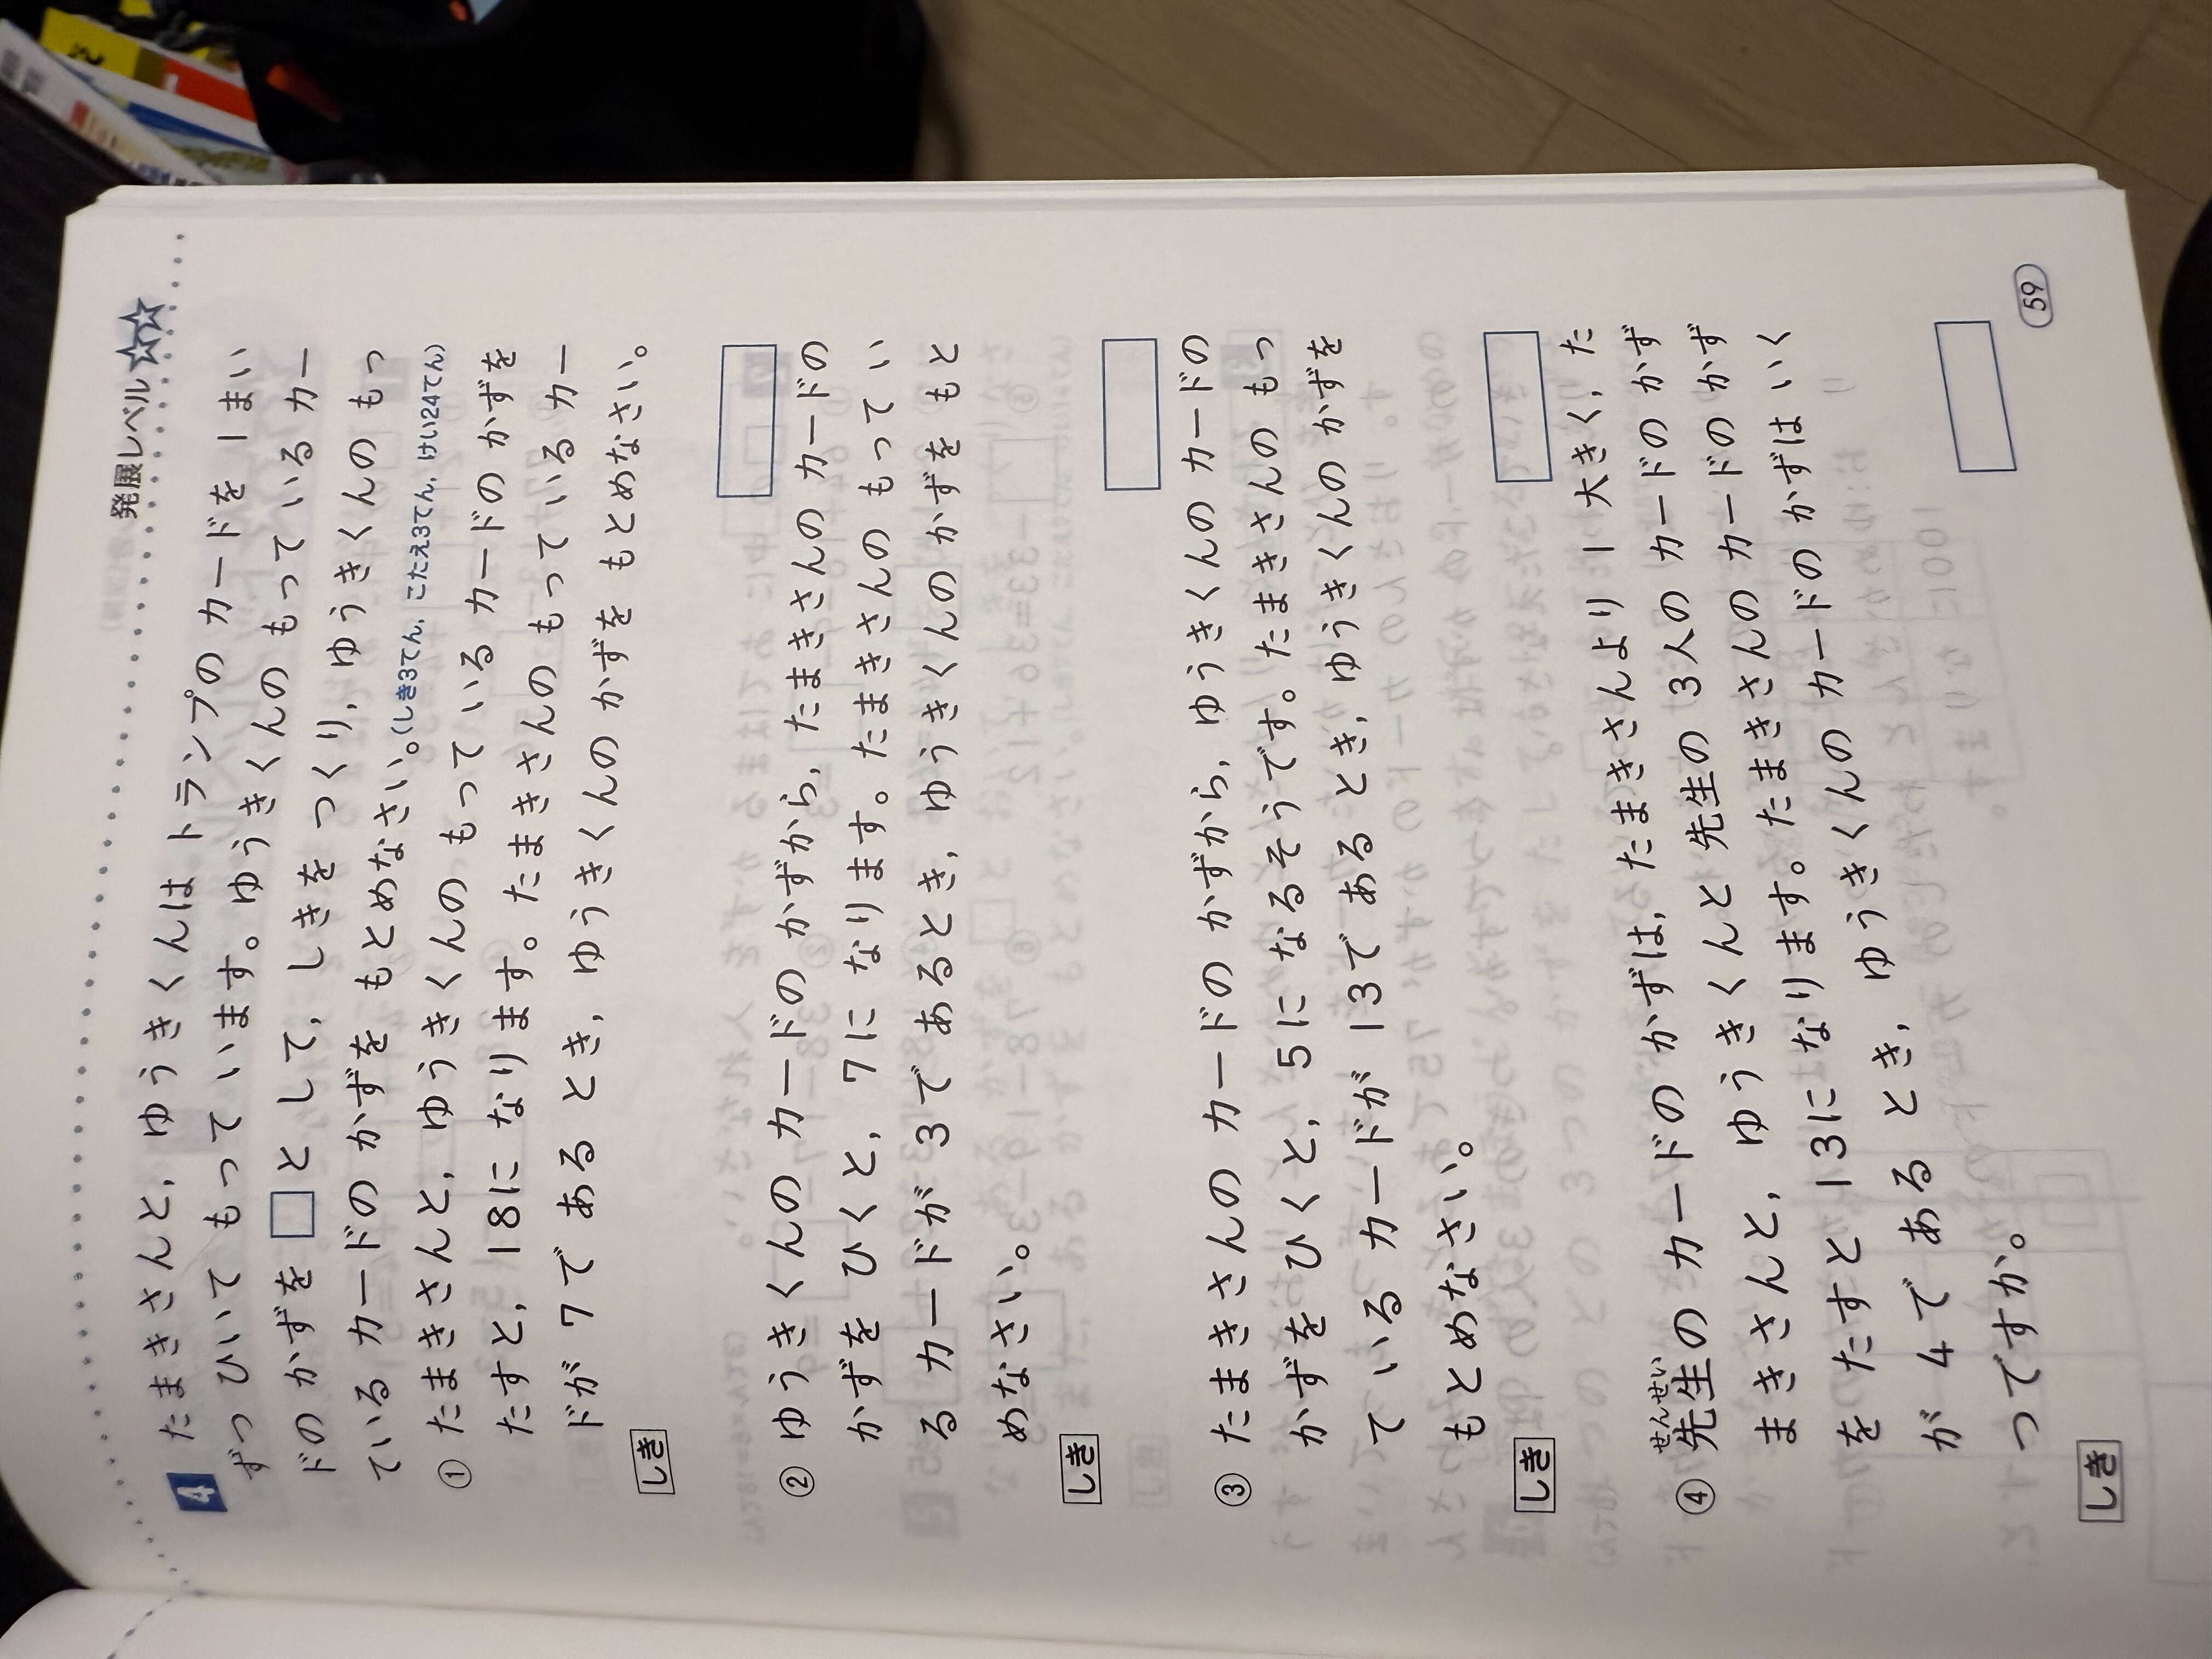 発展レベル☆☆
4 たまきさんと, ゆうきくんは トランプの カードを 1まい
ずつ ひいて もって います。ゆうきくんの もって いる カー
ドの かずを □と して, しきを つくり, ゆうきくんの もっ
ている カードの かずを もとめなさい。(しき3てん, こたえ3てん, けい24てん)
① たまきさんと, ゆうきくんの もって いる カードの かずを
たすと, 18に なります。たまきさんの もって いる カー
ドが 7で ある とき, ゆうきくんの かずを もとめなさい。
しき
② ゆうきくんの カードの かずから, たまきさんの カードの
かずを ひくと, 7に なります。たまきさんの もって い
る カードが 3で あるとき, ゆうきくんの かずを もと
めなさい。
しき
③ たまきさんの カードの かずから, ゆうきくんの カードの
かずを ひくと, 5に なるそうです。たまきさんの もっ
て いる カードが 13で ある とき, ゆうきくんの かずを
もとめなさい。
しき
④ 先生の カードの かずは, たまきさんより 1 大きく, た
まきさんと, ゆうきくんと 先生の 3人の カードの かず
を たすと 13に なります。たまきさんの カードの かず
が 4で ある とき, ゆうきくんの カードの かずは いく
つですか。
しき
59